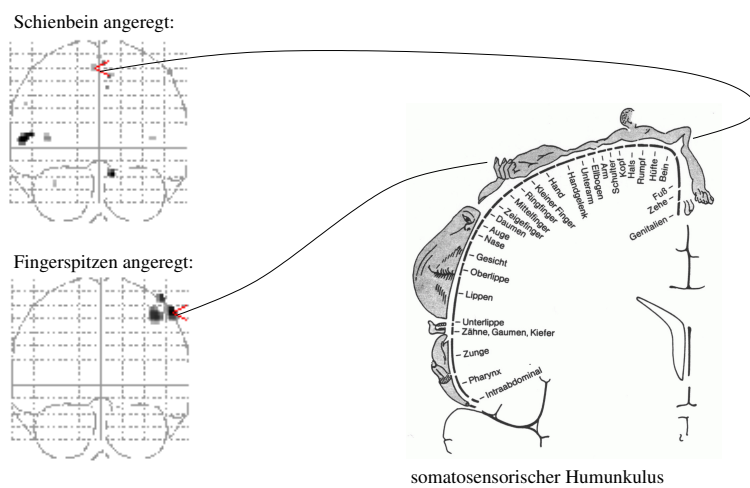 Schienbein angeregt:
Fingerspitzen angeregt:
Intraabdominal
Pharynx
Zunge
Zähne, Gaumen, Kiefer
Unterlippe
Lippen
Oberlippe
Gesicht
Nase
Auge
Daumen
Zeigefinger
Mittelfinger
Ringfinger
Kleiner Finger
Hand
Handgelenk
Unterarm
Ellbogen
Arm
Schulter
Kopf
Hals
Rumpf
Hüfte
Bein
Fuß
Zehe
Genitalien
somatosensorischer Humunkulus